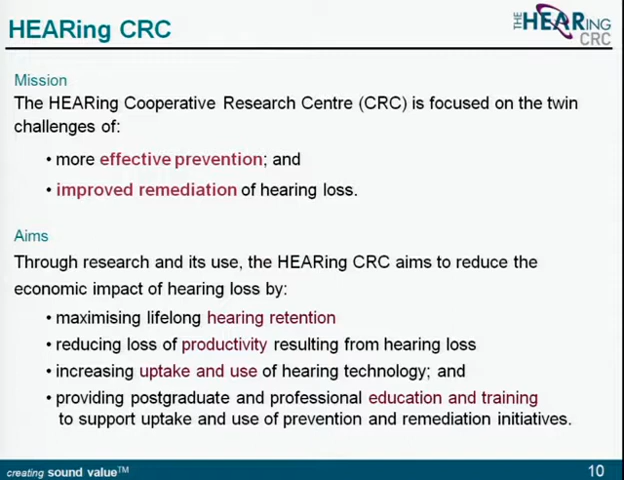 HEARing CRC
THE HEARing
CRC
Mission
The HEARing Cooperative Research Centre (CRC) is focused on the twin
challenges of:
• more effective prevention; and
• improved remediation of hearing loss.
Aims
Through research and its use, the HEARing CRC aims to reduce the
economic impact of hearing loss by:
• maximising lifelong hearing retention
• reducing loss of productivity resulting from hearing loss
• increasing uptake and use of hearing technology; and
• providing postgraduate and professional education and training
to support uptake and use of prevention and remediation initiatives.
creating sound value™
10